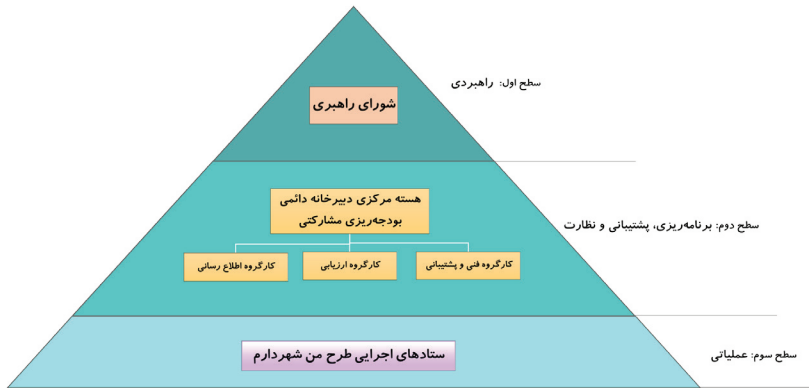 سطح اول: راهبردی
شورای راهبری
هسته مرکزی دبیرخانه دائمی
بودجه‌ریزی مشارکتی
سطح دوم: برنامه‌ریزی، پشتیبانی و نظارت
کارگروه فنی و پشتیبانی
کارگروه ارزیابی
کارگروه اطلاع رسانی
ستادهای اجرایی طرح من شهردارم
سطح سوم: عملیاتی